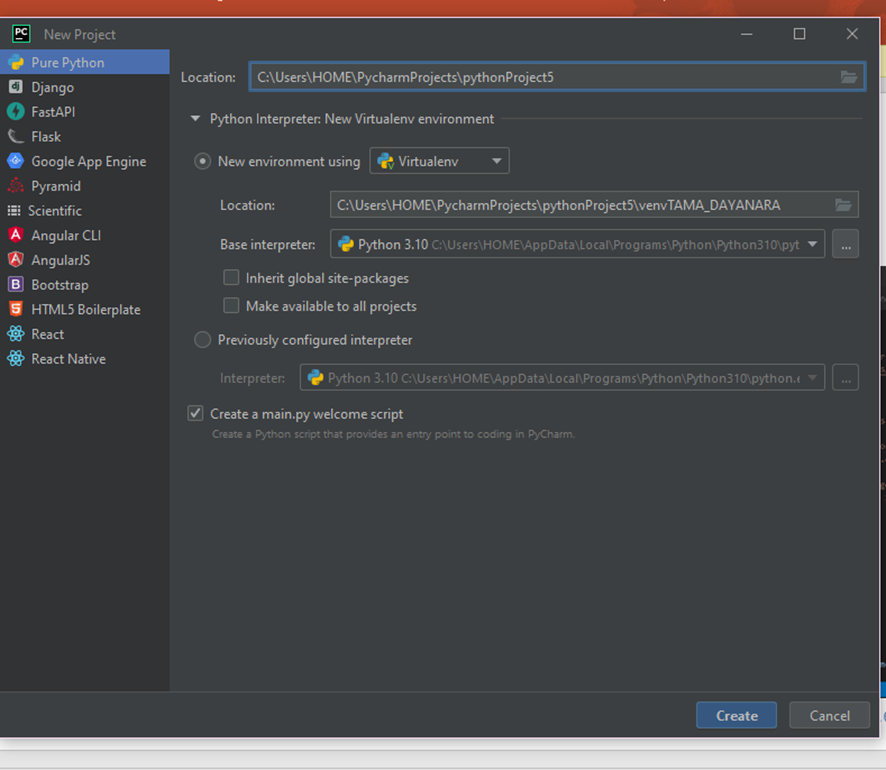 New Project
Pure Python
Django
FastAPI
Flask
Google App Engine
Pyramid
Scientific
Angular CLI
AngularJS
Bootstrap
HTML5 Boilerplate
React
React Native
Location: C:\Users\HOME\PycharmProjects\pythonProject5
Python Interpreter: New Virtualenv environment
New environment using Virtualenv
Location: C:\Users\HOME\PycharmProjects\pythonProject5\venvTAMA_DAYANARA
Base interpreter: Python 3.10 C:\Users\HOME\AppData\Local\Programs\Python\Python310\pyt ...
Inherit global site-packages
Make available to all projects
Previously configured interpreter
Interpreter: Python 3.10 C:\Users\HOME\AppData\Local\Programs\Python\Python310\python.e ...
Create a main.py welcome script
Create a Python script that provides an entry point to coding in PyCharm.
Create Cancel